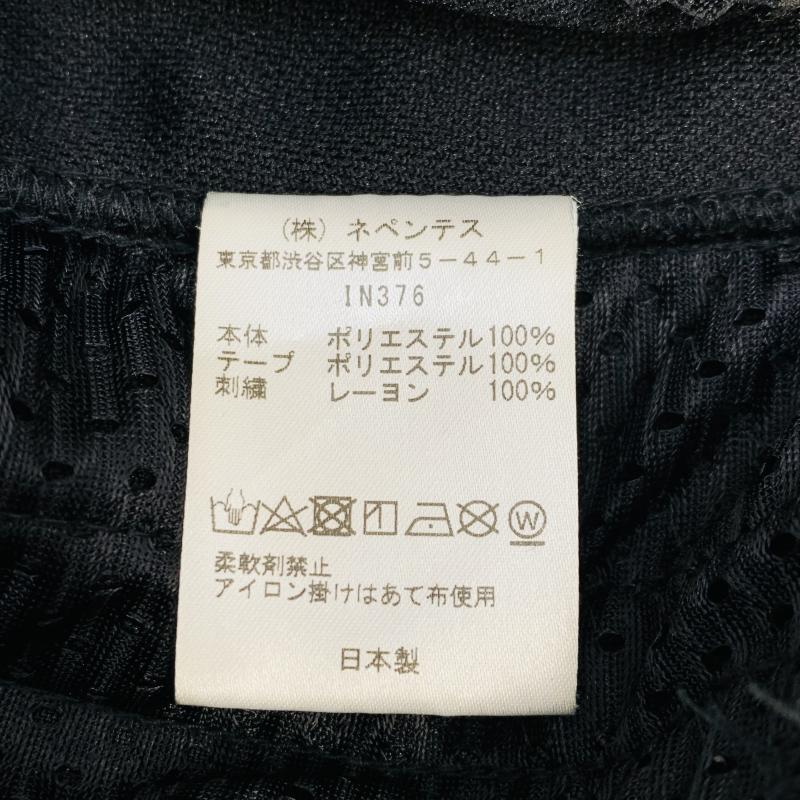 (株) ネペンテス
東京都渋谷区神宮前5-44-1
IN376
本体 ポリエステル100%
テープ ポリエステル100%
刺繍 レーヨン 100%
W
柔軟剤禁止
アイロン掛けはあて布使用
日本製